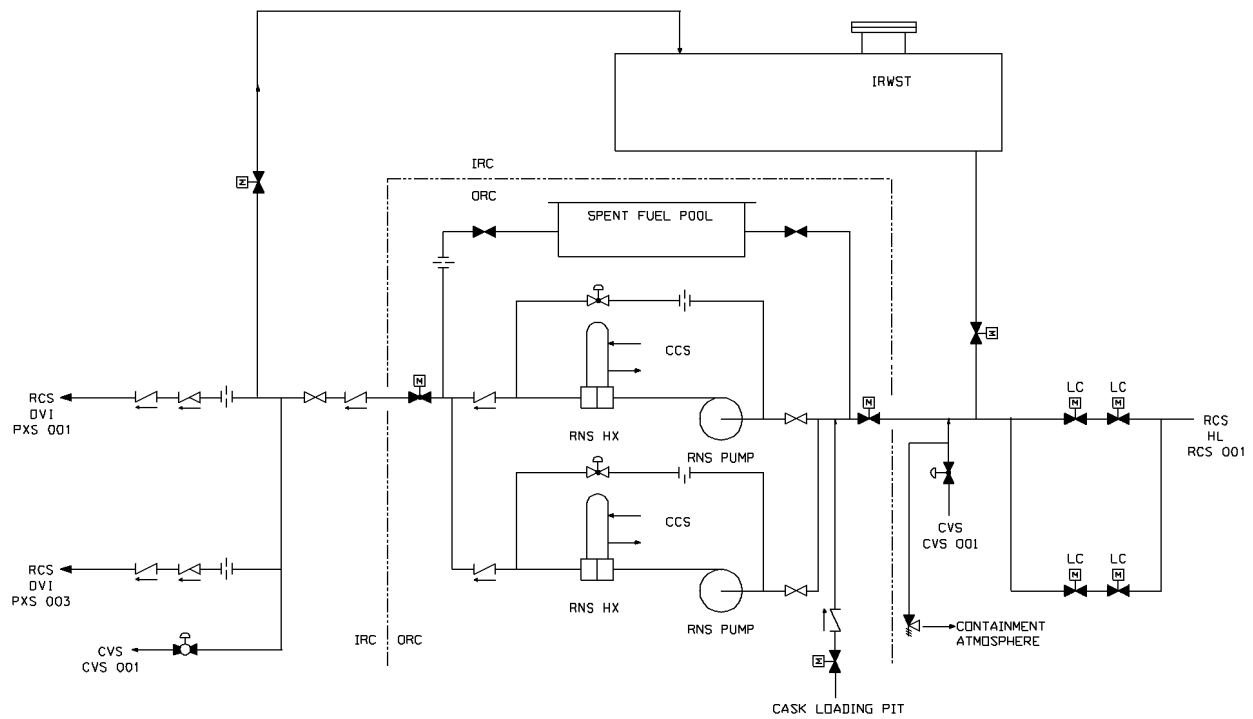 IRWST
IRC
ORC
M
SPENT FUEL POOL
M
CCS
M
LC
LC
M
M
RCS
DVI
PXS 001
M
RCS
HL
RCS 001
RNS HX
RNS PUMP
CCS
CVS
CVS 001
RCS
DVI
PXS 003
LC
LC
M
M
RNS HX
RNS PUMP
IRC
ORC
CONTAINMENT
ATMOSPHERE
CVS
CVS 001
M
CASK LOADING PIT